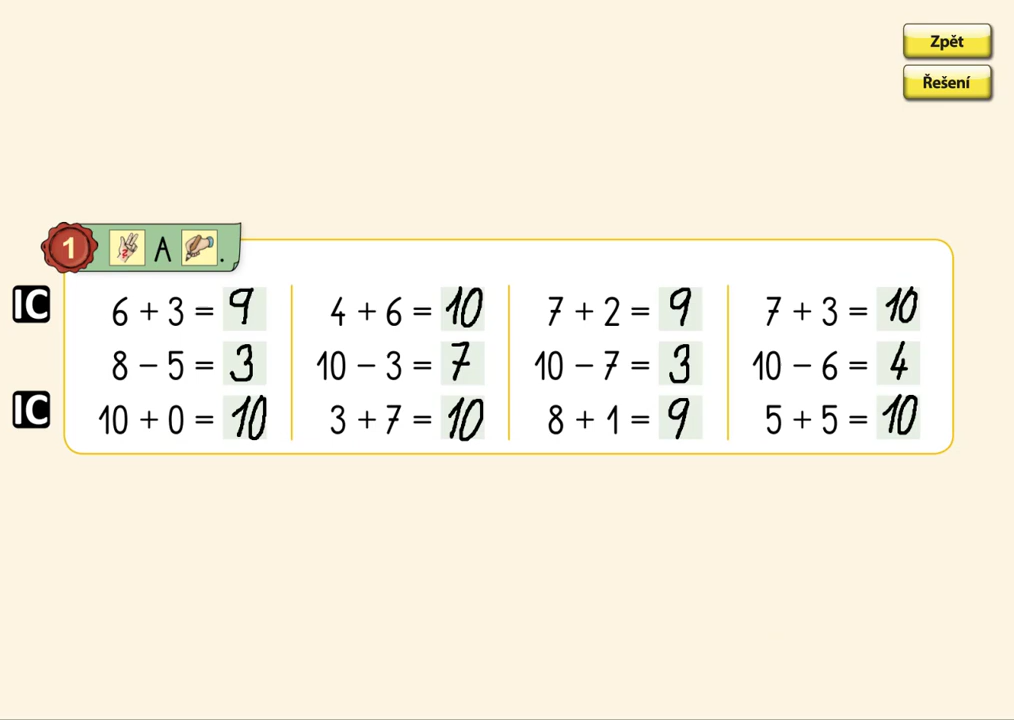 Zpět
Řešení
1 A .
IC 6 + 3 = 9 4 + 6 = 10 7 + 2 = 9 7 + 3 = 10
8 − 5 = 3 10 − 3 = 7 10 − 7 = 3 10 − 6 = 4
IC 10 + 0 = 10 3 + 7 = 10 8 + 1 = 9 5 + 5 = 10